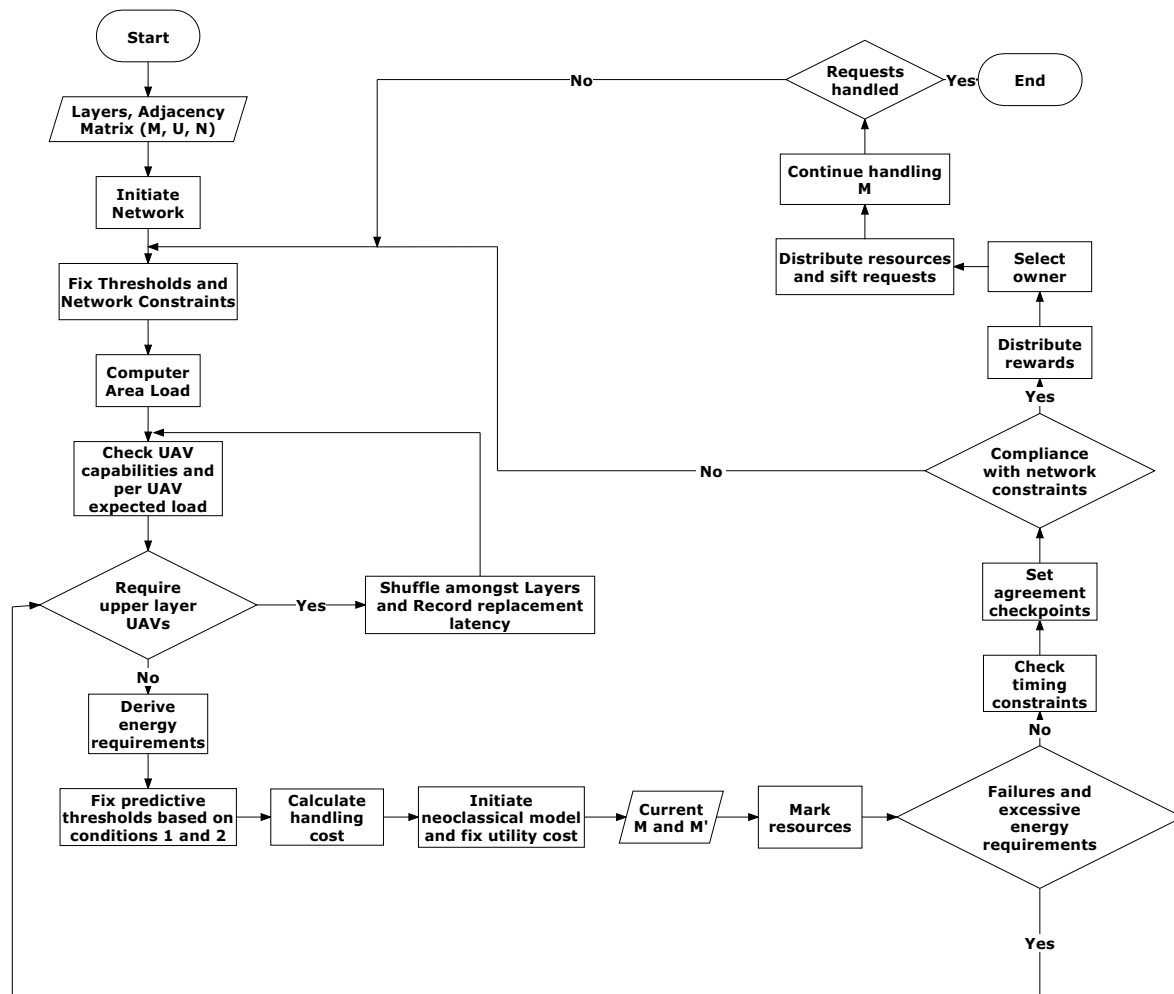 Start
Layers, Adjacency
Matrix (M, U, N)
Initiate
Network
Fix Thresholds and
Network Constraints
Computer
Area Load
Check UAV
capabilities and
per UAV
expected load
Require
upper layer
UAVs
Yes
Shuffle amongst Layers
and Record replacement
latency
No
Derive
energy
requirements
Fix predictive
thresholds based on
conditions 1 and 2
Calculate
handling
cost
Initiate
neoclassical model
and fix utility cost
Current
M and M'
Mark
resources
Failures and
excessive
energy
requirements
Yes
No
Check
timing
constraints
Set
agreement
checkpoints
Compliance
with network
constraints
No
Yes
Distribute
rewards
Select
owner
Distribute resources
and sift requests
Continue handling
M
Requests
handled
No
Yes
End